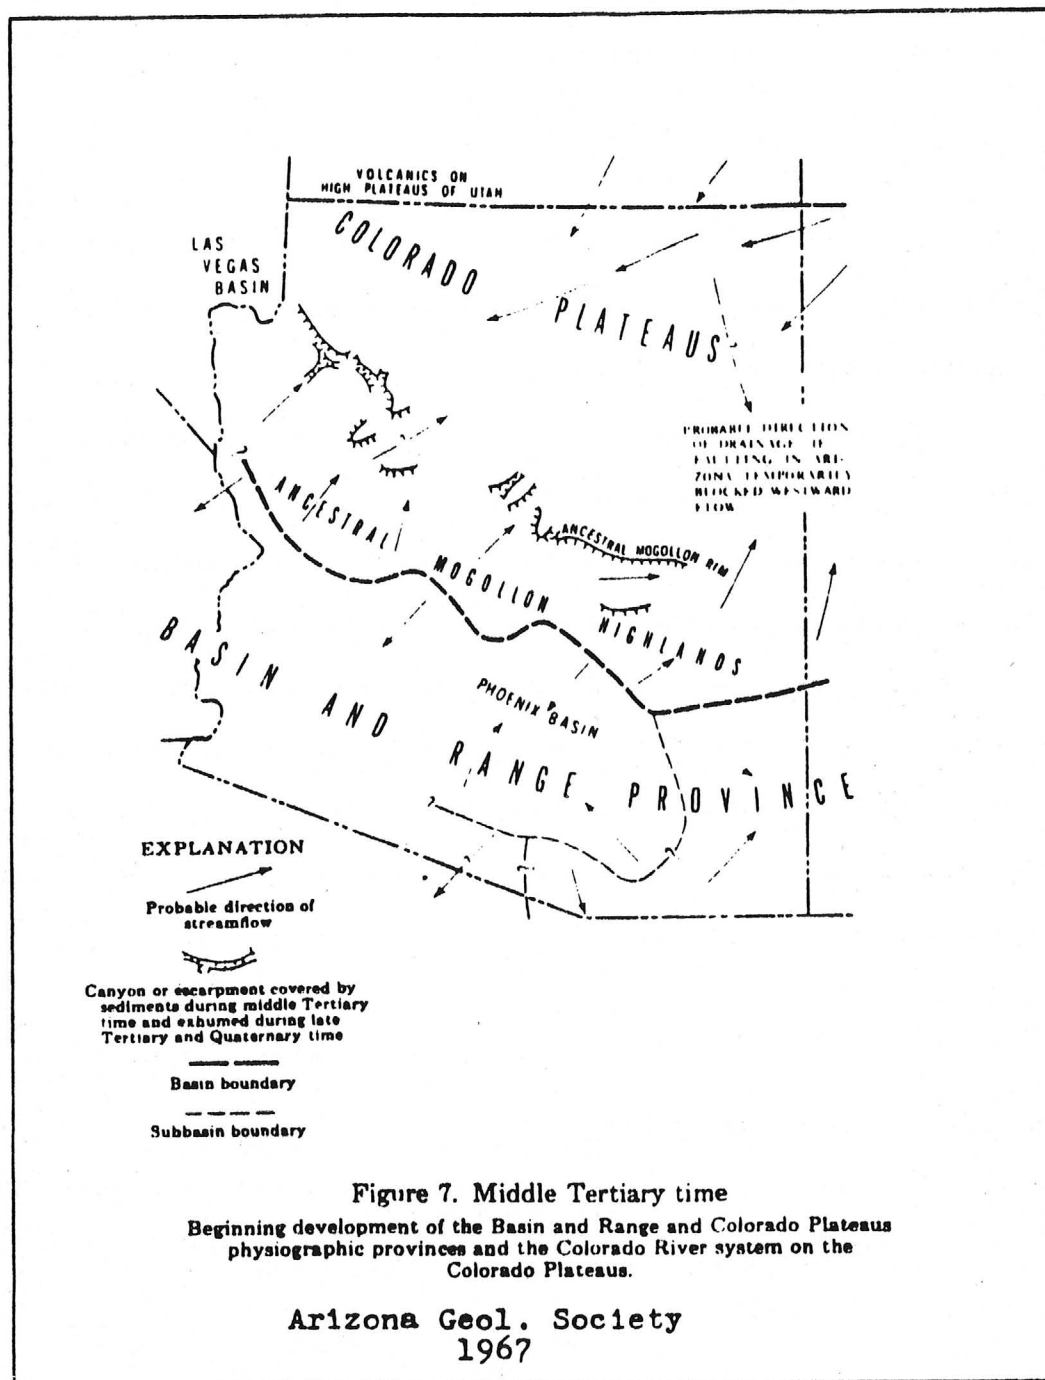 VOLCANICS ON
HIGH PLATEAUS OF UTAH
COLORADO PLATEAUS
LAS
VEGAS
BASIN
PROBABLE DIRECTION
OF DRAINAGE IF
FAULTING IN ARI-
ZONA TEMPORARILY
BLOCKED WESTWARD
FLOW
ANCESTRAL MOGOLLON HIGHLANDS
ANCESTRAL MOGOLLON RIM
PHOENIX BASIN
BASIN AND RANGE PROVINCE
?
?
?
?
?
?
EXPLANATION
Probable direction of
streamflow
Canyon or escarpment covered by
sediments during middle Tertiary
time and exhumed during late
Tertiary and Quaternary time
Basin boundary
Subbasin boundary
Figure 7. Middle Tertiary time
Beginning development of the Basin and Range and Colorado Plateaus
physiographic provinces and the Colorado River system on the
Colorado Plateaus.
Arizona Geol. Society
1967